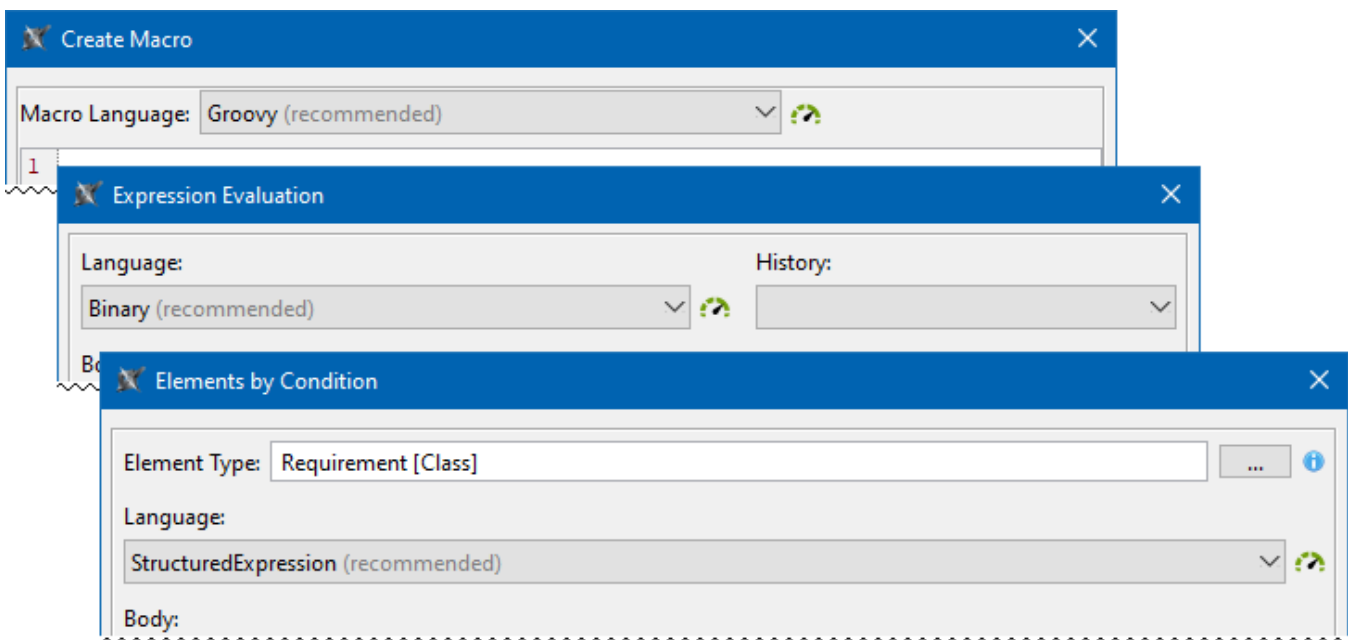 Create Macro
Macro Language: Groovy (recommended)
1
Expression Evaluation
Language: History:
Binary (recommended)
Elements by Condition
Element Type: Requirement [Class] ...
Language:
StructuredExpression (recommended)
Body: